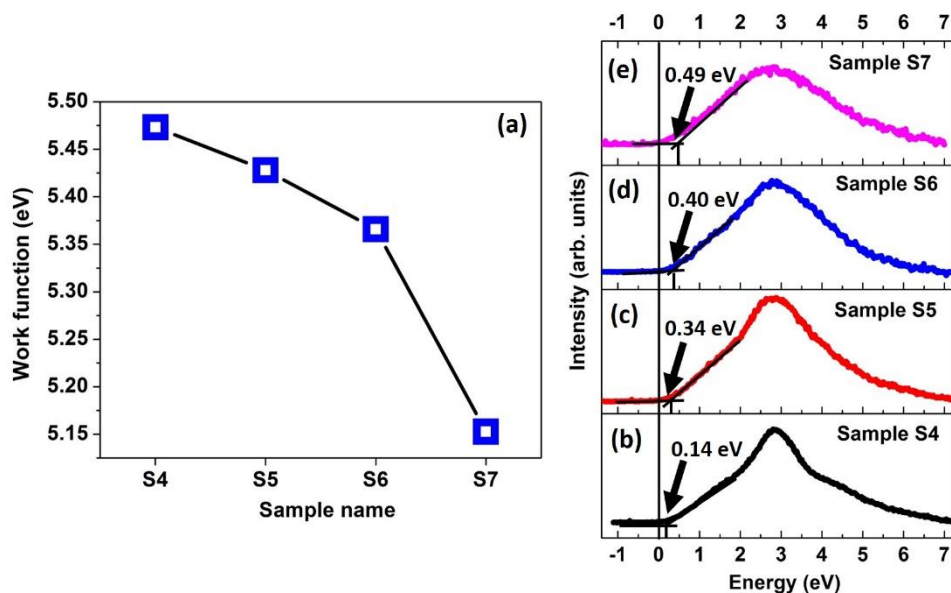 (a)
5.50
5.45
5.40
5.35
5.30
5.25
5.20
5.15
Work function (eV)
S4 S5 S6 S7
Sample name
-1 0 1 2 3 4 5 6 7
(e)
Sample S7
0.49 eV
(d)
Sample S6
0.40 eV
(c)
Sample S5
0.34 eV
(b)
Sample S4
0.14 eV
Intensity (arb. units)
-1 0 1 2 3 4 5 6 7
Energy (eV)